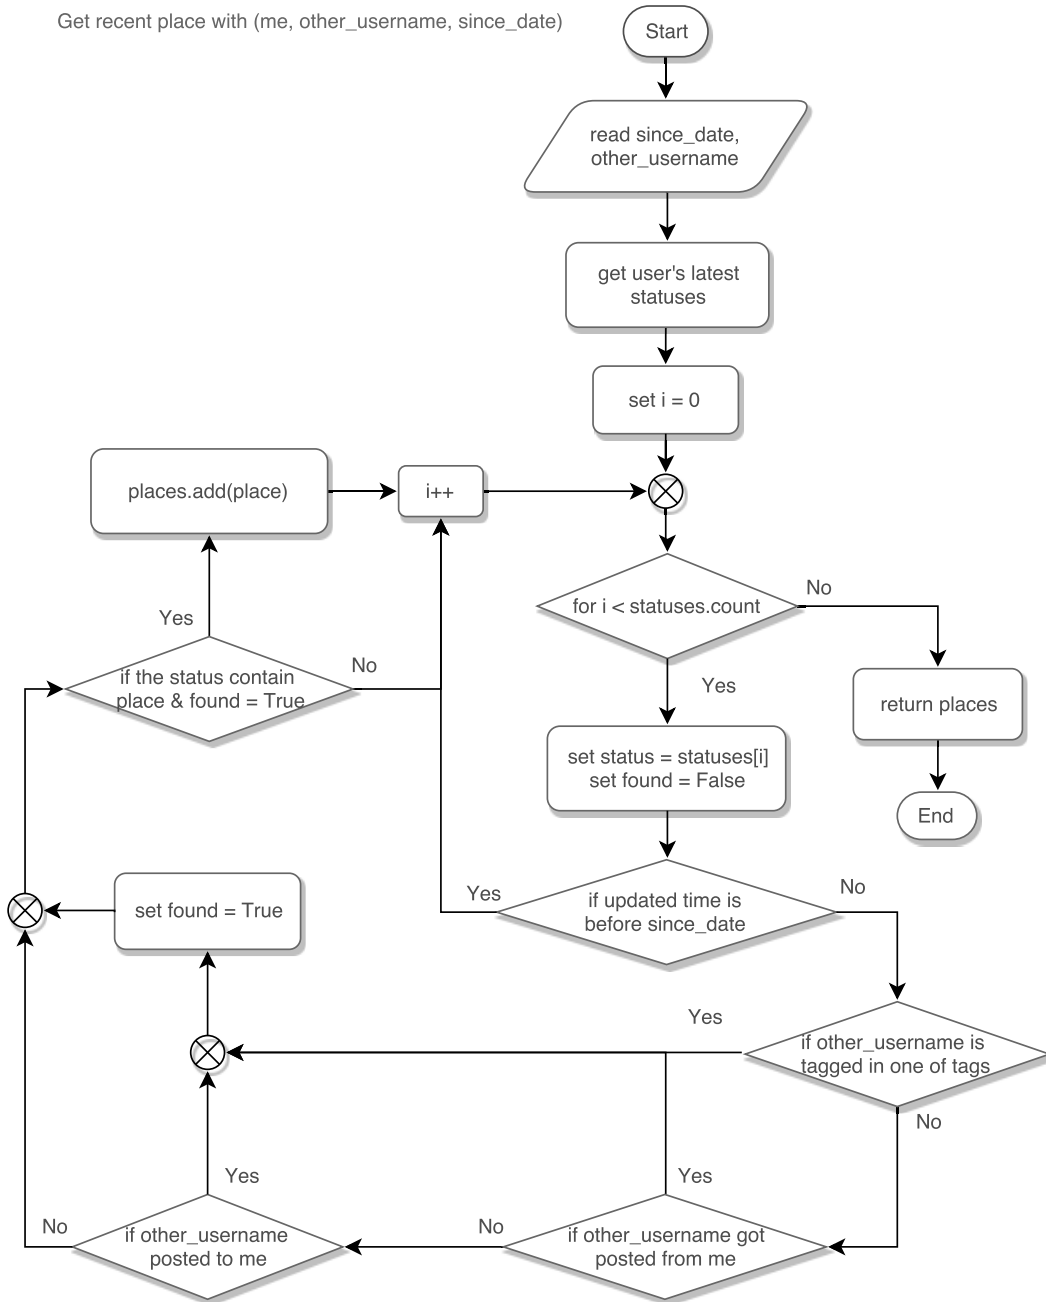 Get recent place with (me, other_username, since_date)
Start
read since_date,
other_username
get user's latest
statuses
set i = 0
places.add(place)
i++
for i < statuses.count
No
Yes
if the status contain
place & found = True
Yes
No
return places
set status = statuses[i]
set found = False
End
if updated time is
before since_date
Yes
No
set found = True
if other_username is
tagged in one of tags
Yes
No
if other_username got
posted from me
Yes
No
if other_username
posted to me
Yes
No